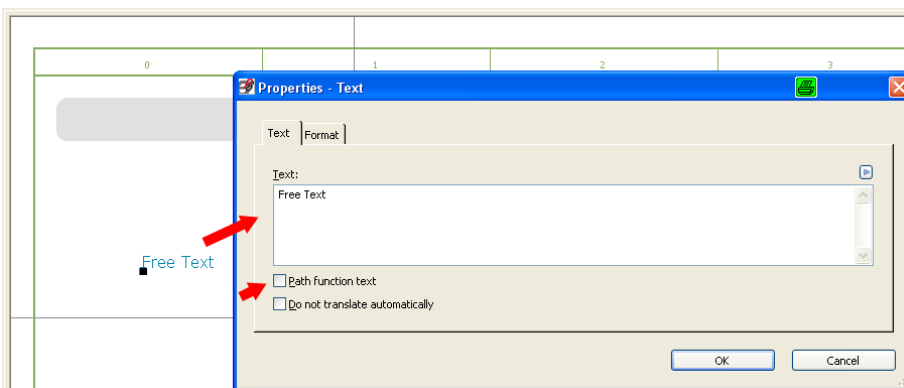 0
1
2
3
Properties - Text
Text
Format
Text:
Free Text
Free Text
Path function text
Do not translate automatically
OK
Cancel